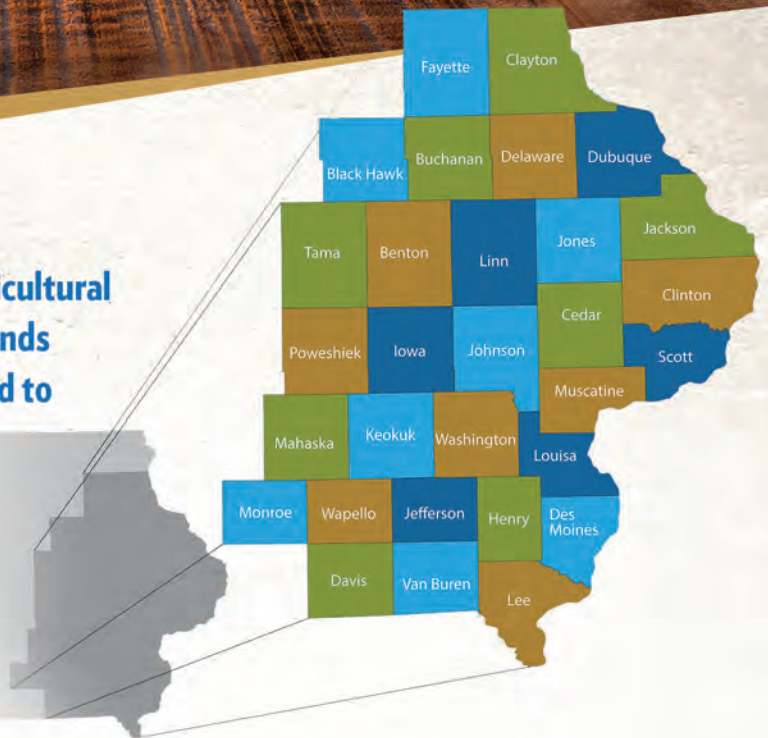 Fayette Clayton
Black Hawk Buchanan Delaware Dubuque
Tama Benton Linn Jones Jackson
Clinton
Cedar
Poweshiek Iowa Johnson Scott
Muscatine
Mahaska Keokuk Washington
Louisa
Monroe Wapello Jefferson Henry Des
Moines
Davis Van Buren Lee
icultural
nds
d to